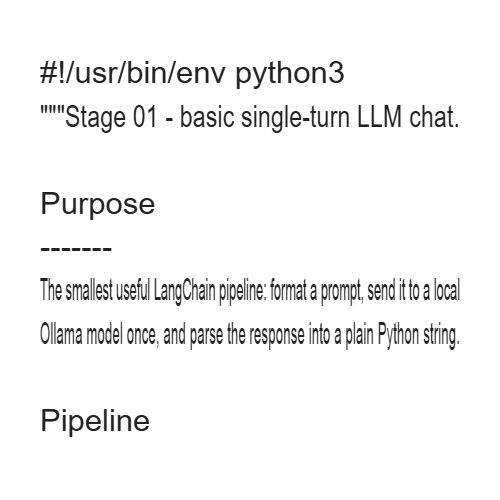 #!/usr/bin/env python3
"""Stage 01 - basic single-turn LLM chat.
Purpose
-------
The smallest useful LangChain pipeline: format a prompt, send it to a local
Ollama model once, and parse the response into a plain Python string.
Pipeline